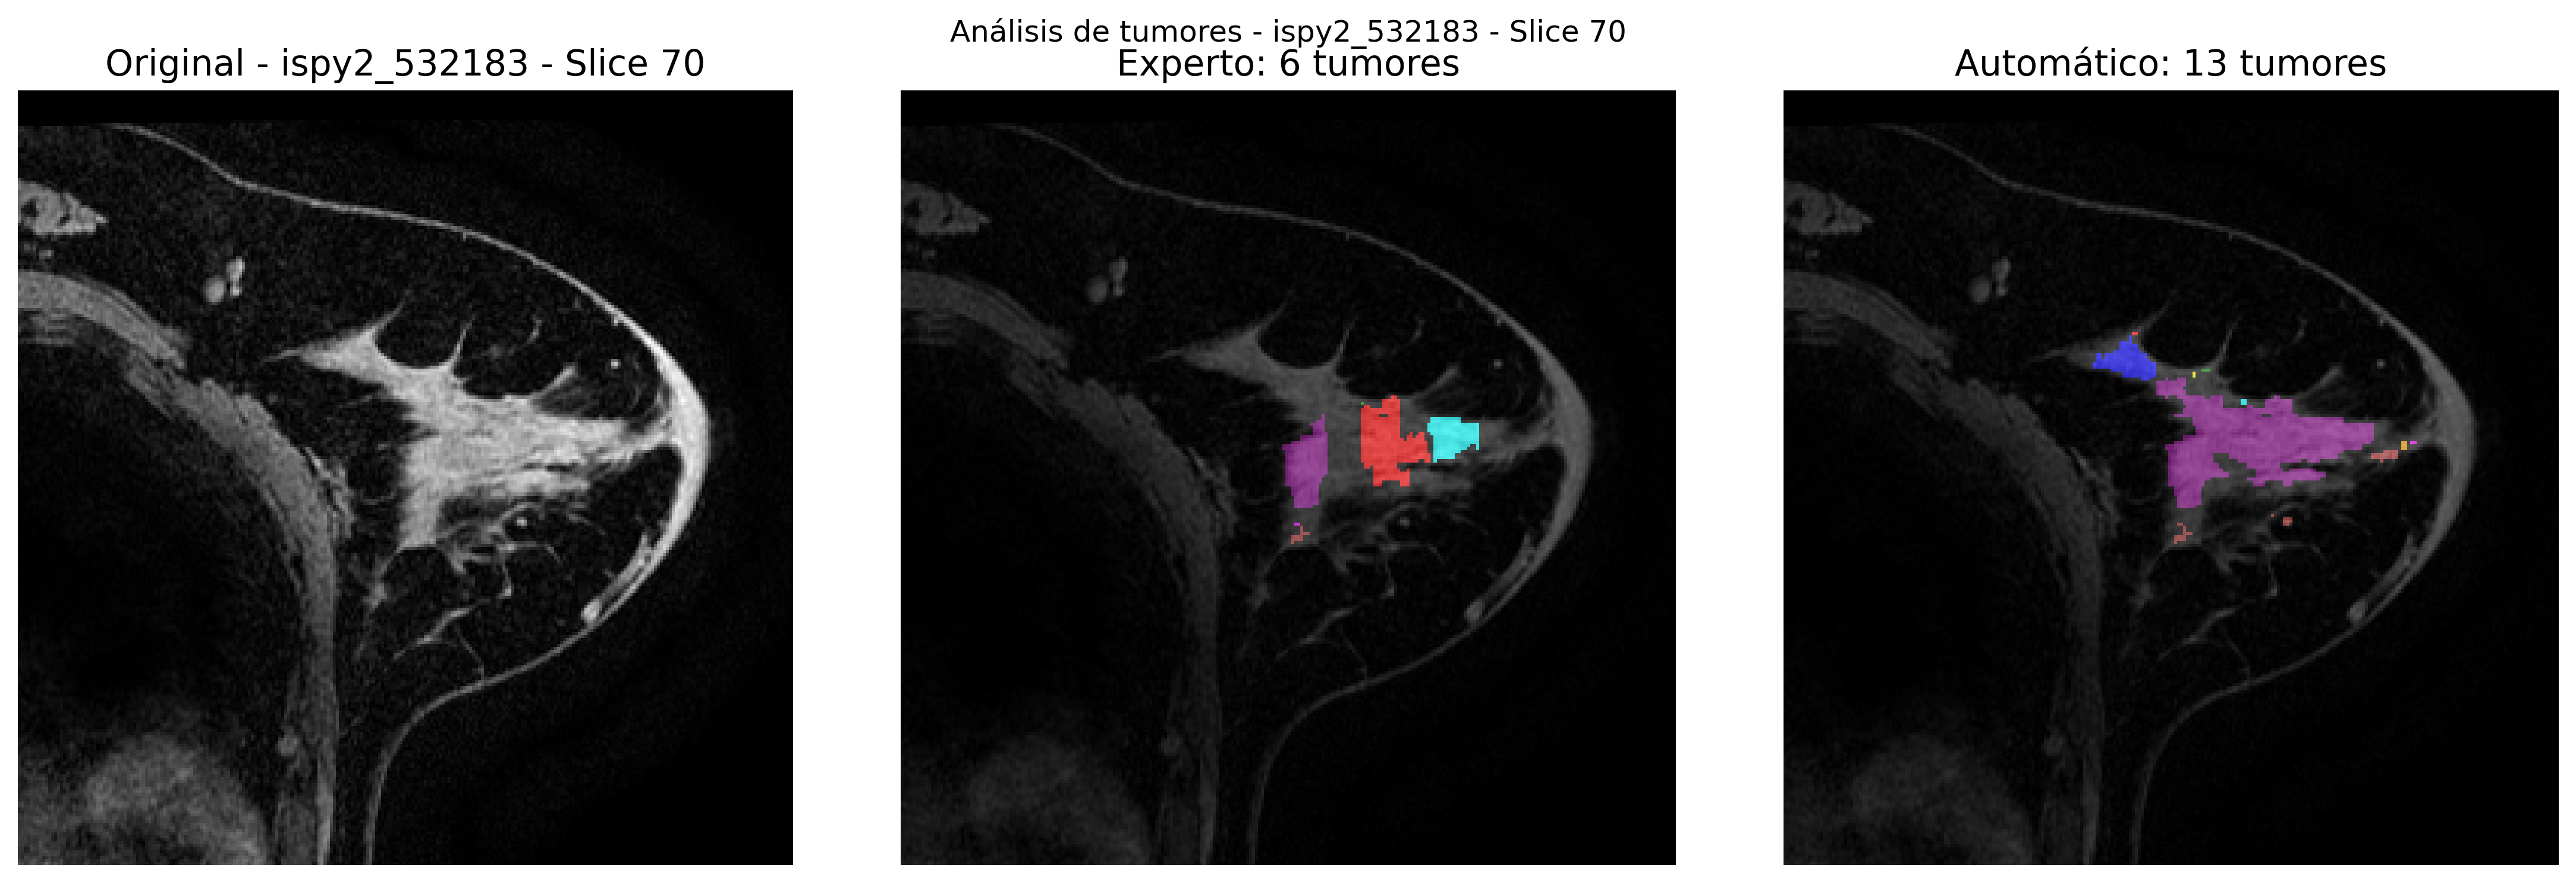 Análisis de tumores - ispy2_532183 - Slice 70
Original - ispy2_532183 - Slice 70
Experto: 6 tumores
Automático: 13 tumores